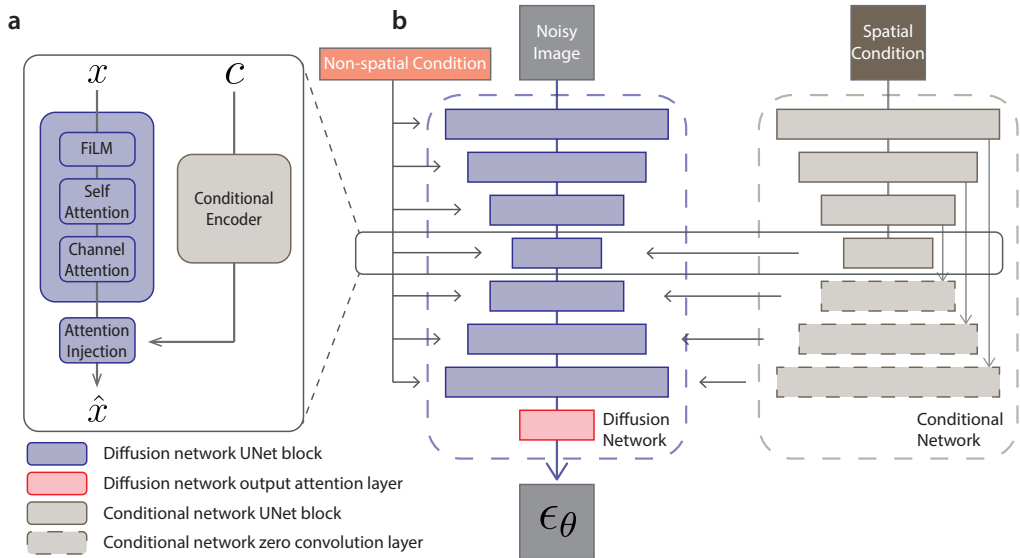 a
x
c
FiLM
Self
Attention
Channel
Attention
Conditional
Encoder
Attention
Injection
x̂
b
Non-spatial Condition
Noisy
Image
Spatial
Condition
Diffusion
Network
Conditional
Network
ϵθ
Diffusion network UNet block
Diffusion network output attention layer
Conditional network UNet block
Conditional network zero convolution layer